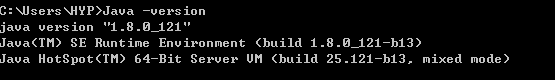 C:\Users\HYP>Java -version
java version "1.8.0_121"
Java(TM) SE Runtime Environment (build 1.8.0_121-b13)
Java HotSpot(TM) 64-Bit Server VM (build 25.121-b13, mixed mode)